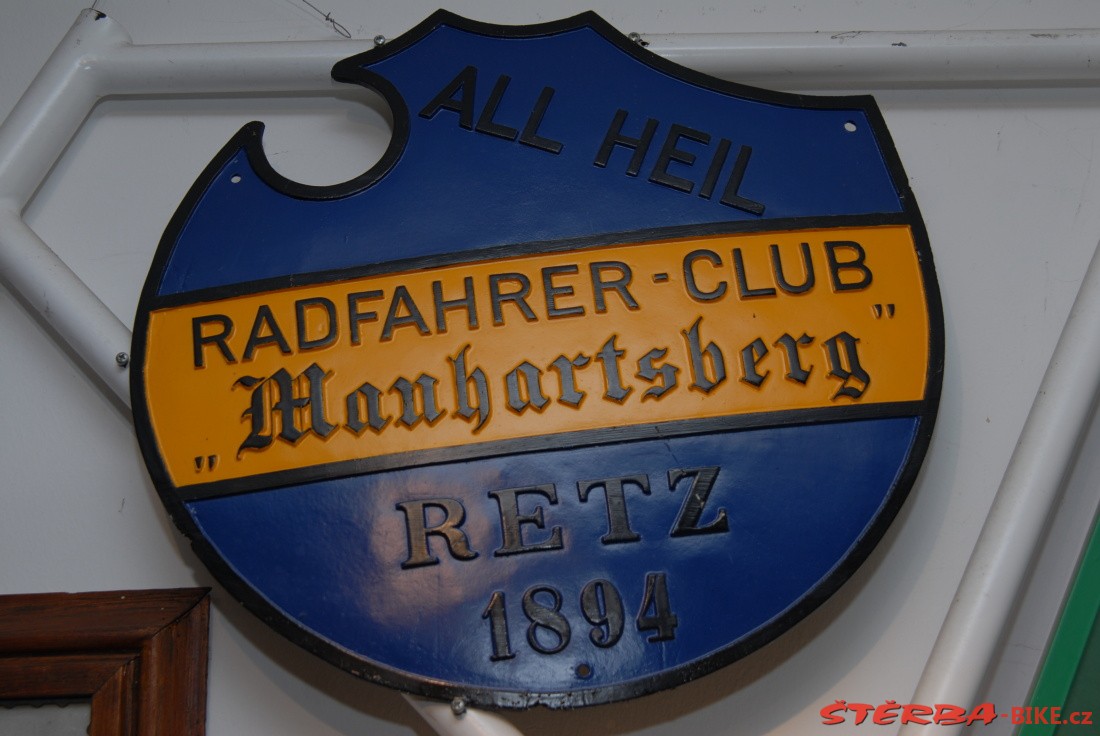 ALL HEIL
RADFAHRER-CLUB
„Manhartsberg"
RETZ
1894
ŠTĚRBA-BIKE.cz